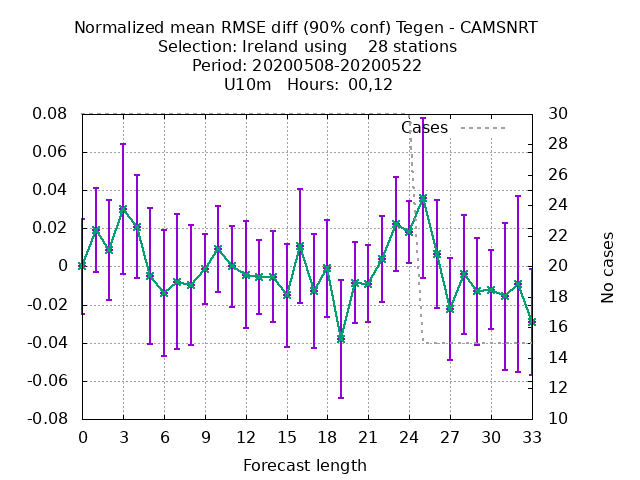 Normalized mean RMSE diff (90% conf) Tegen - CAMSNRT
Selection: Ireland using    28 stations
Period: 20200508-20200522
U10m   Hours:  00,12
Cases
0.08
0.06
0.04
0.02
0
-0.02
-0.04
-0.06
-0.08
30
28
26
24
22
20
18
16
14
12
10
No cases
0 3 6 9 12 15 18 21 24 27 30 33
Forecast length